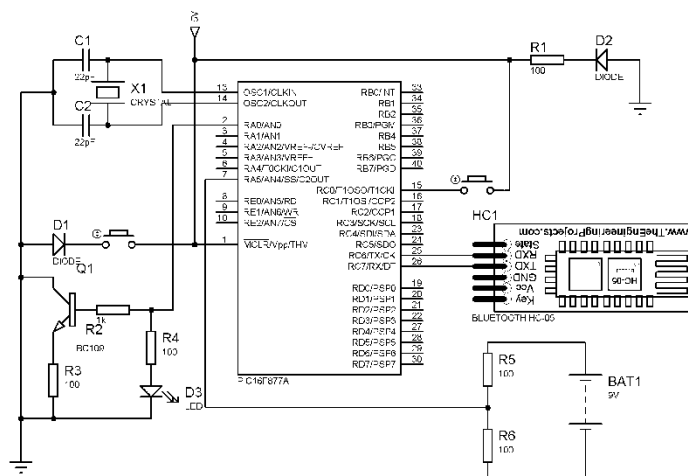 5V
C1
22pF
X1
CRYSTAL
C2
22pF
R1
100
D2
DIODE
13 OSC1/CLKIN
14 OSC2/CLKOUT
2 RA0/AN0
3 RA1/AN1
4 RA2/AN2/VREF-/CVREF
5 RA3/AN3/VREF+
6 RA4/T0CKI/C1OUT
7 RA5/AN4/SS/C2OUT
8 RE0/AN5/RD
9 RE1/AN6/WR
10 RE2/AN7/CS
1 MCLR/Vpp/THV
RB0/INT 33
RB1 34
RB2 35
RB3/PGM 36
RB4 37
RB5 38
RB6/PGC 39
RB7/PGD 40
RC0/T1OSO/T1CKI 15
RC1/T1OSI/CCP2 16
RC2/CCP1 17
RC3/SCK/SCL 18
RC4/SDI/SDA 23
RC5/SDO 24
RC6/TX/CK 25
RC7/RX/DT 26
RD0/PSP0 19
RD1/PSP1 20
RD2/PSP2 21
RD3/PSP3 22
RD4/PSP4 27
RD5/PSP5 28
RD6/PSP6 29
RD7/PSP7 30
PIC16F877A
HC1
www.TheEngineeringProjects.com
State
RXD
TXD
GND
Vcc
Key
HC-05
BLUETOOTH HC-05
D1
DIODE
Q1
BC109
R2
1k
R4
100
R3
100
D3
LED
R5
100
R6
100
BAT1
9V